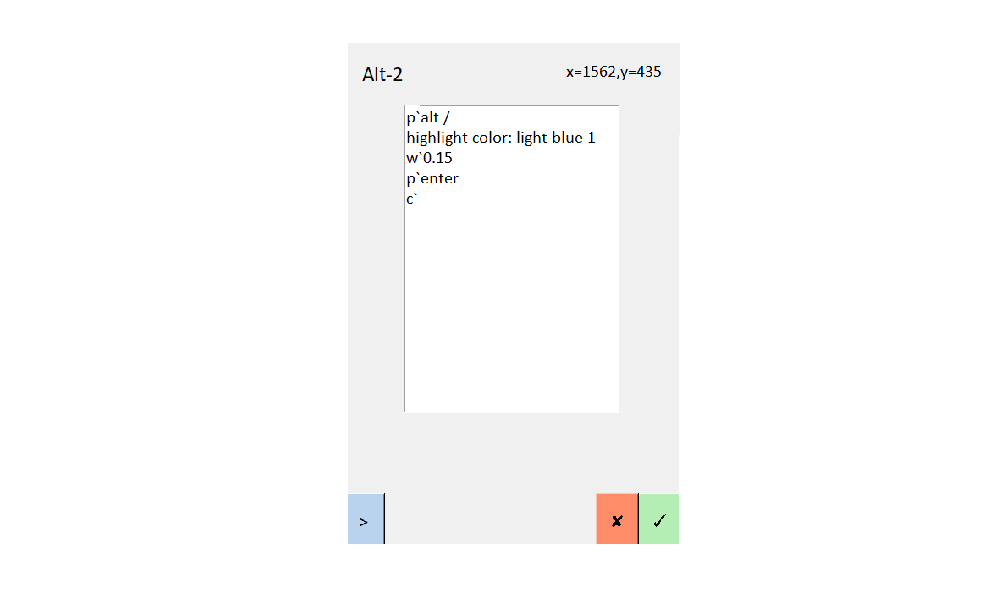 Alt-2
x=1562,y=435
p`alt /
highlight color: light blue 1
w`0.15
p`enter
c`
>
✘
✓